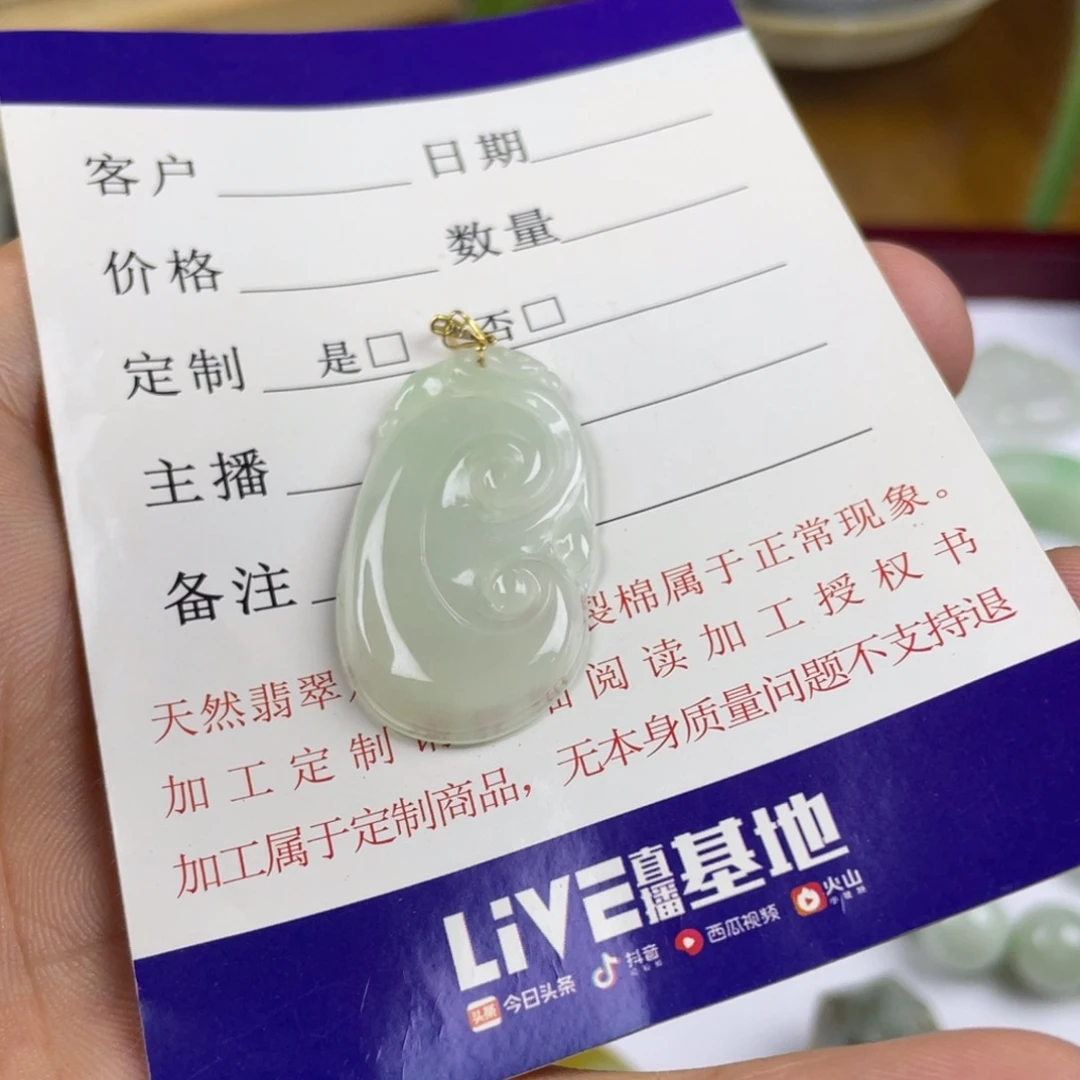 客户 日期
价格 数量
定制 是□ 否□
主播
备注
天然翡翠 裂棉属于正常现象。
加工定制请 阅读加工授权书
加工属于定制商品，无本身质量问题不支持退
LiVE直播基地
头条 今日头条 抖音 西瓜视频 火山